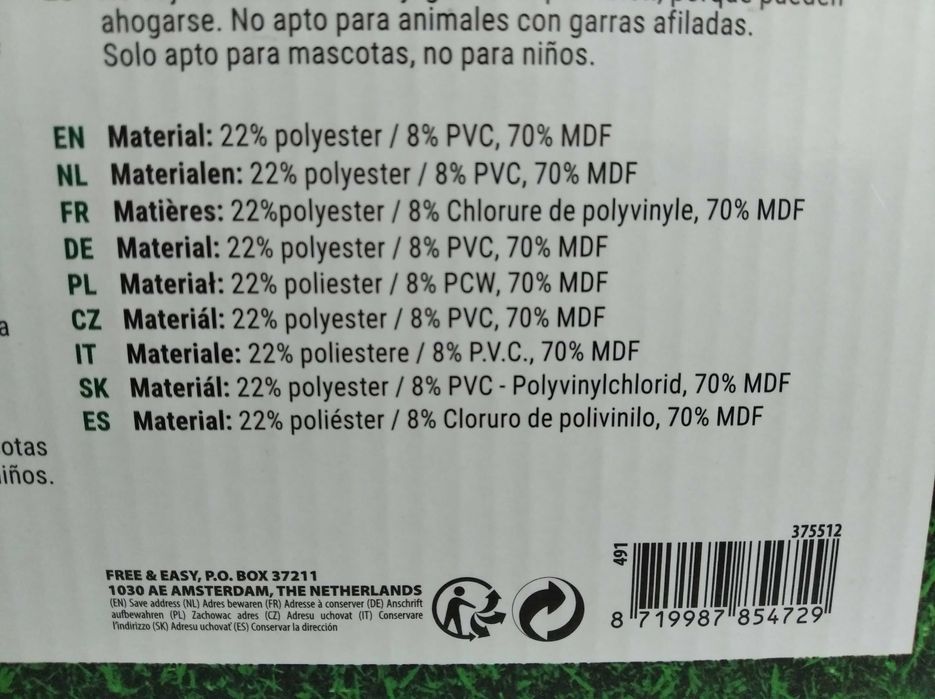 ahogarse. No apto para animales con garras afiladas.
Solo apto para mascotas, no para niños.
EN Material: 22% polyester / 8% PVC, 70% MDF
NL Materialen: 22% polyester / 8% PVC, 70% MDF
FR Matières: 22%polyester / 8% Chlorure de polyvinyle, 70% MDF
DE Material: 22% polyester / 8% PVC, 70% MDF
PL Materiał: 22% poliester / 8% PCW, 70% MDF
a
CZ Materiál: 22% polyester / 8% PVC, 70% MDF
IT Materiale: 22% poliestere / 8% P.V.C., 70% MDF
SK Materiál: 22% polyester / 8% PVC - Polyvinylchlorid, 70% MDF
ES Material: 22% poliéster / 8% Cloruro de polivinilo, 70% MDF
otas
iños.
375512
491
FREE & EASY, P.O. BOX 37211
1030 AE AMSTERDAM, THE NETHERLANDS
(EN) Save address (NL) Adres bewaren (FR) Adresse à conserver (DE) Anschrift
aufbewahren (PL) Zachowac adres (CZ) Adresu uchovat (IT) Conservare
l'indirizzo (SK) Adresu uchovat' (ES) Conservar la dirección
8 719987 854729